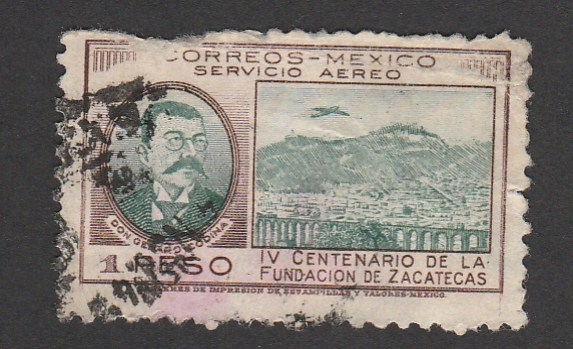 CORREOS-MEXICO
SERVICIO AEREO
DON GENARO CODINA
1 PESO
IV CENTENARIO DE LA
FUNDACION DE ZACATECAS
TALLERES DE IMPRESION DE ESTAMPILLAS Y VALORES-MEXICO.